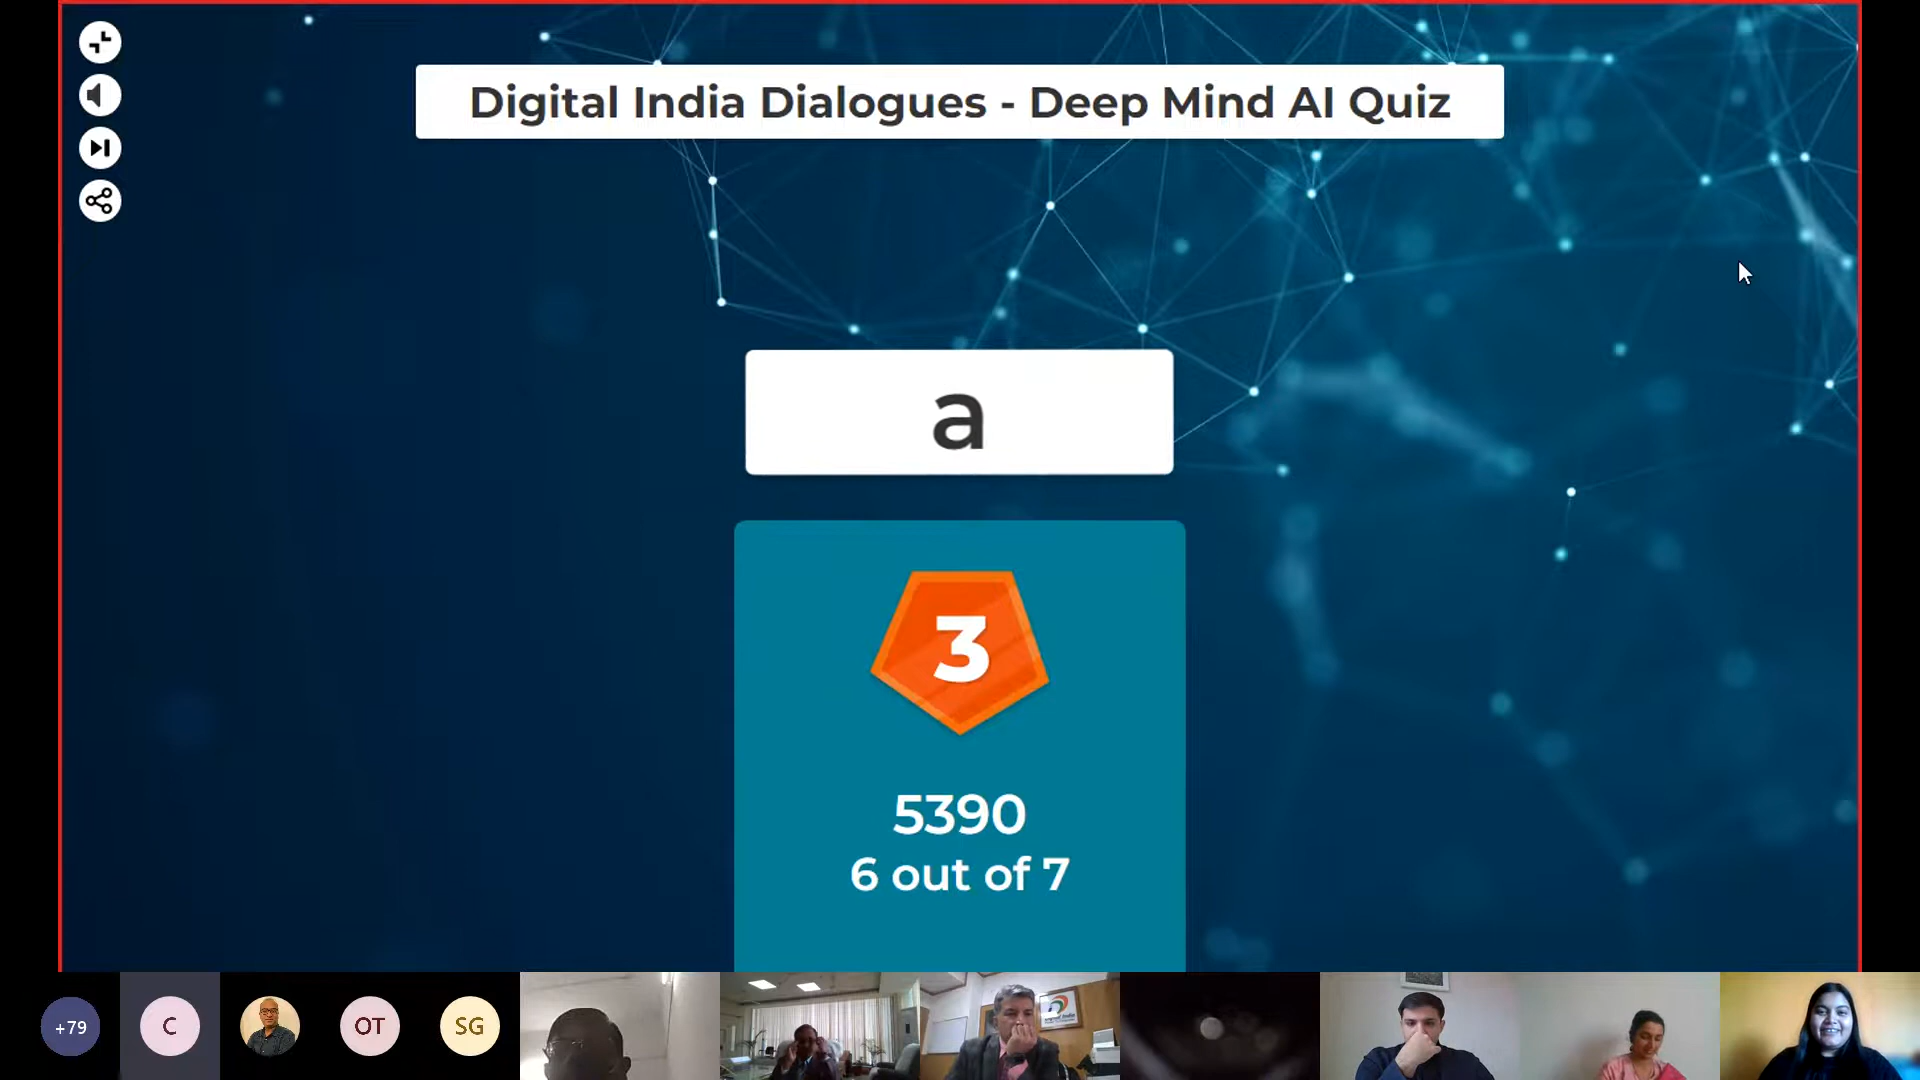 Digital India Dialogues - Deep Mind AI Quiz
a
3
5390
6 out of 7
+79
C
OT
SG